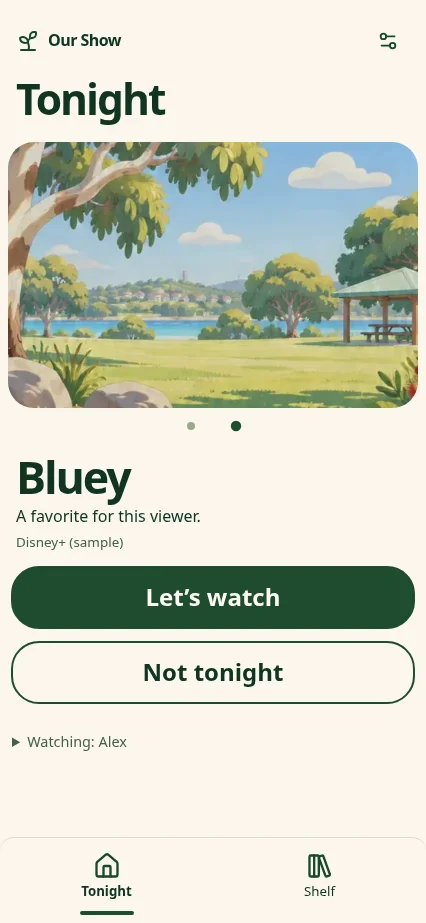 Our Show
Tonight
Bluey
A favorite for this viewer.
Disney+ (sample)
Let’s watch
Not tonight
Watching: Alex
Tonight
Shelf